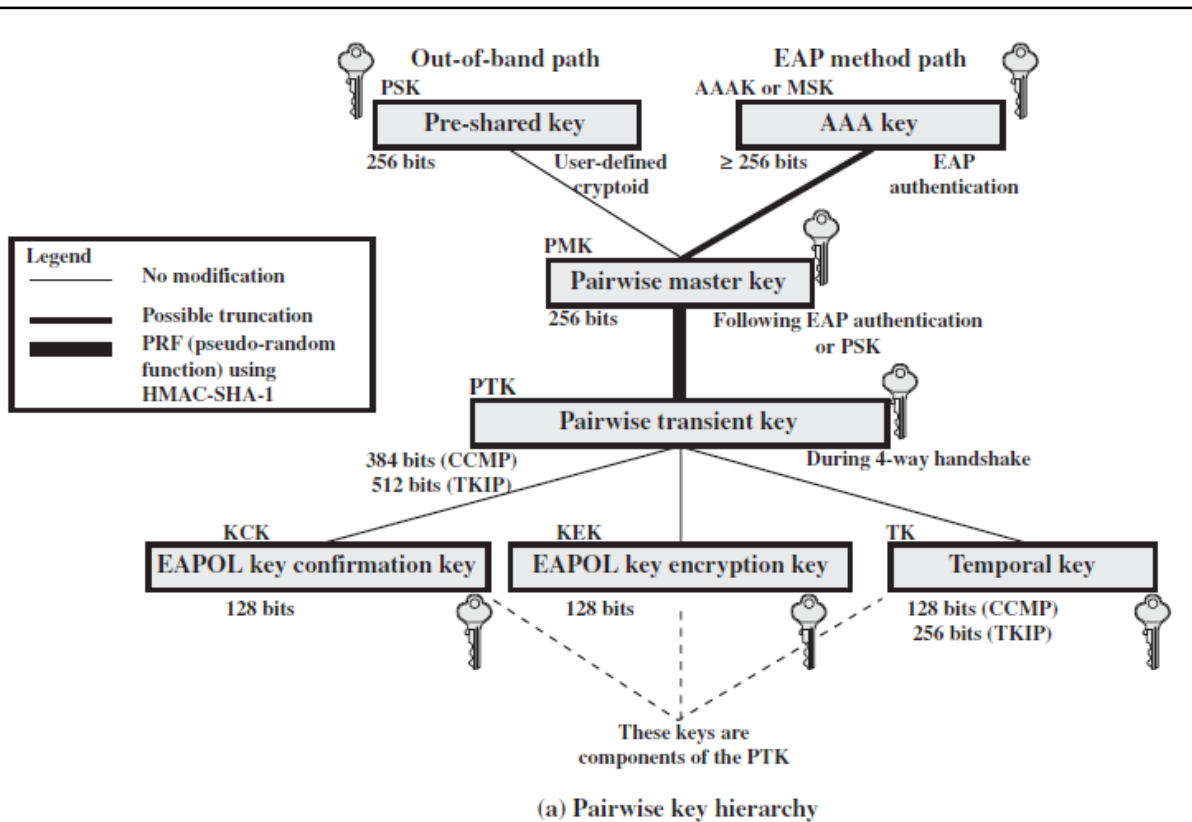 Out-of-band path
EAP method path
PSK
AAAK or MSK
Pre-shared key
AAA key
256 bits
User-defined
cryptoid
≥ 256 bits
EAP
authentication
Legend
No modification
Possible truncation
PRF (pseudo-random
function) using
HMAC-SHA-1
PMK
Pairwise master key
256 bits
Following EAP authentication
or PSK
PTK
Pairwise transient key
384 bits (CCMP)
512 bits (TKIP)
During 4-way handshake
KCK
KEK
TK
EAPOL key confirmation key
EAPOL key encryption key
Temporal key
128 bits
128 bits
128 bits (CCMP)
256 bits (TKIP)
These keys are
components of the PTK
(a) Pairwise key hierarchy